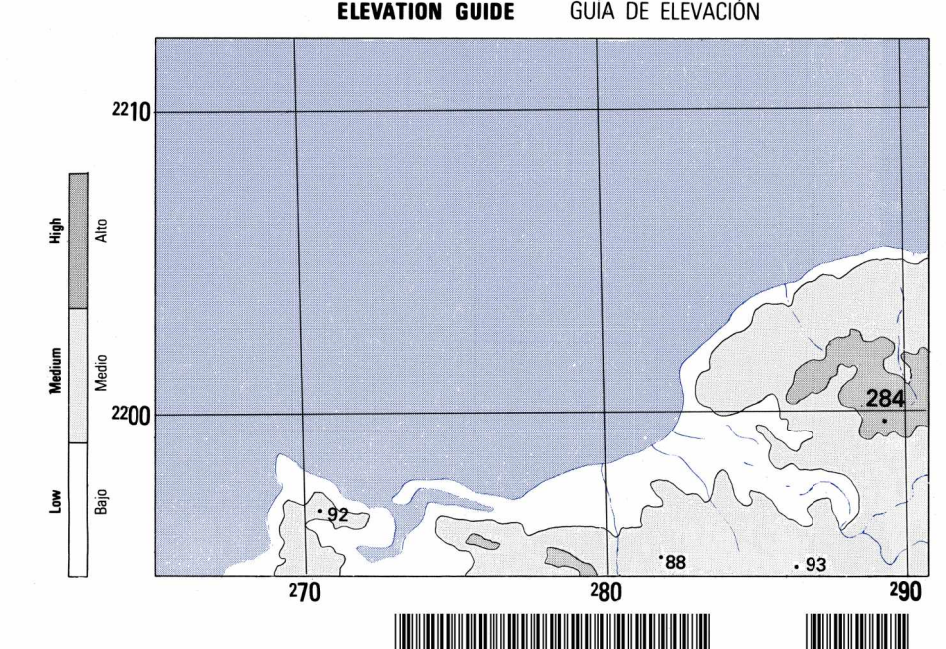 ELEVATION GUIDE GUÍA DE ELEVACIÓN
2210
High Alto
Medium Medio
284
2200
Low Bajo
92
88
93
270 280 290